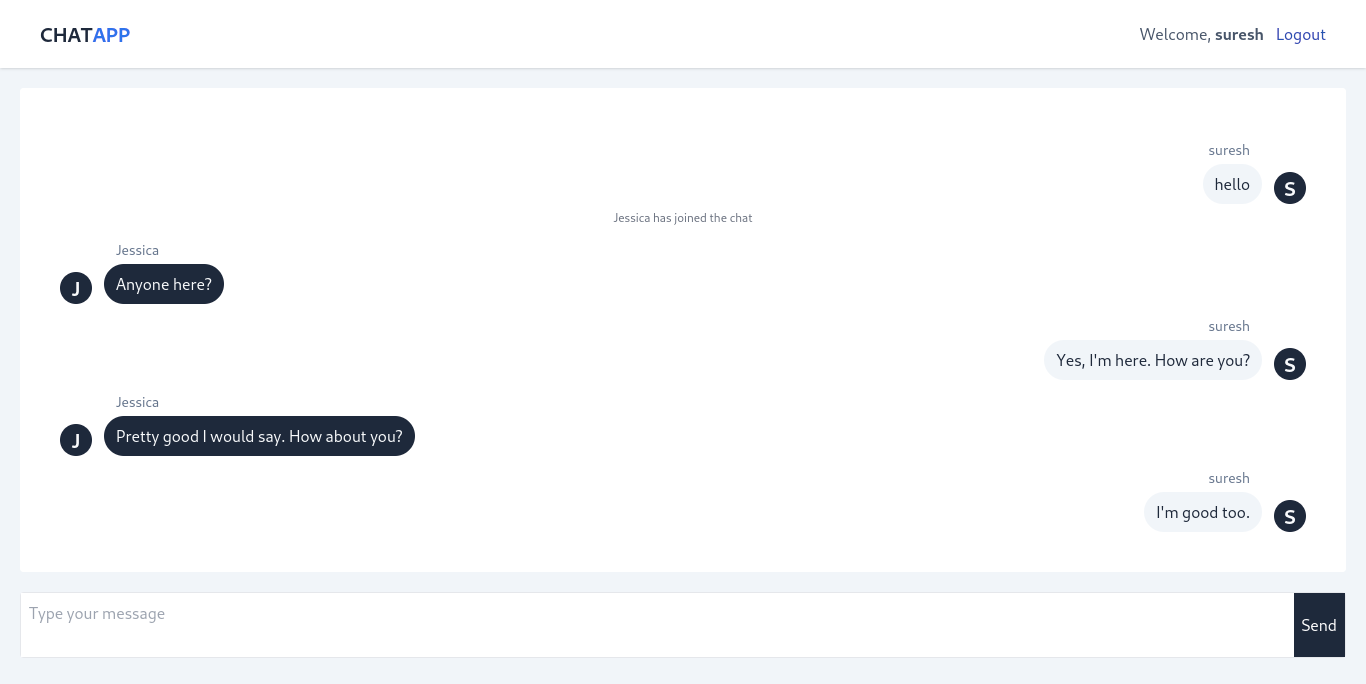 CHATAPP
Welcome, suresh Logout
suresh
hello
S
Jessica has joined the chat
Jessica
J
Anyone here?
suresh
Yes, I'm here. How are you?
S
Jessica
J
Pretty good I would say. How about you?
suresh
I'm good too.
S
Type your message
Send